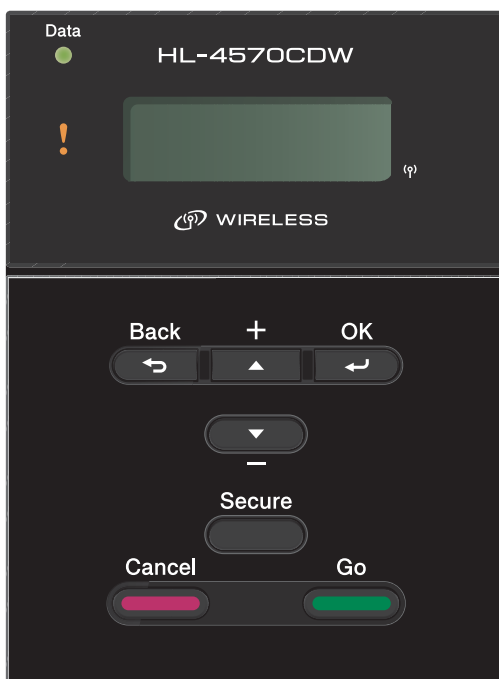 Data
HL-4570CDW
!
WIRELESS
Back + OK
−
Secure
Cancel Go